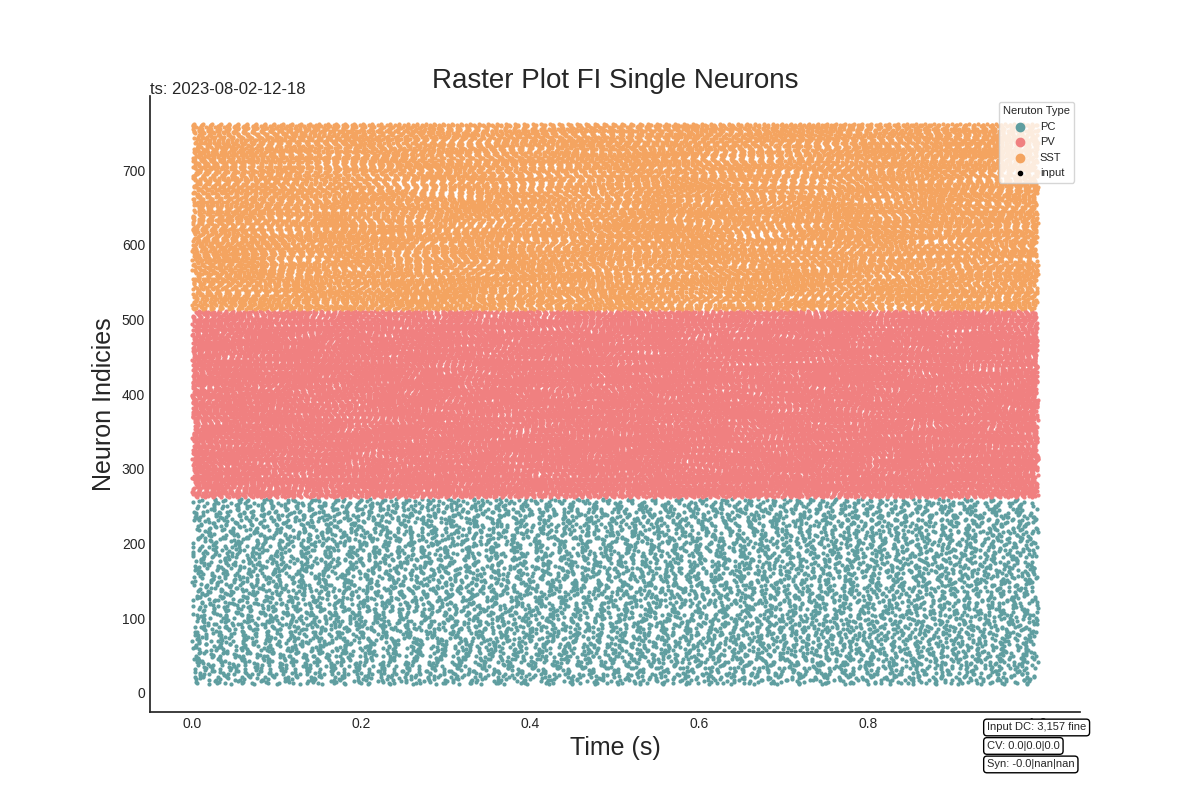 Raster Plot FI Single Neurons
ts: 2023-08-02-12-18
Neruton Type
PC
PV
SST
input
700
600
500
400
300
200
100
0
Neuron Indicies
0.0 0.2 0.4 0.6 0.8
Time (s)
Input DC: 3,157 fine
CV: 0.0|0.0|0.0
Syn: -0.0|nan|nan